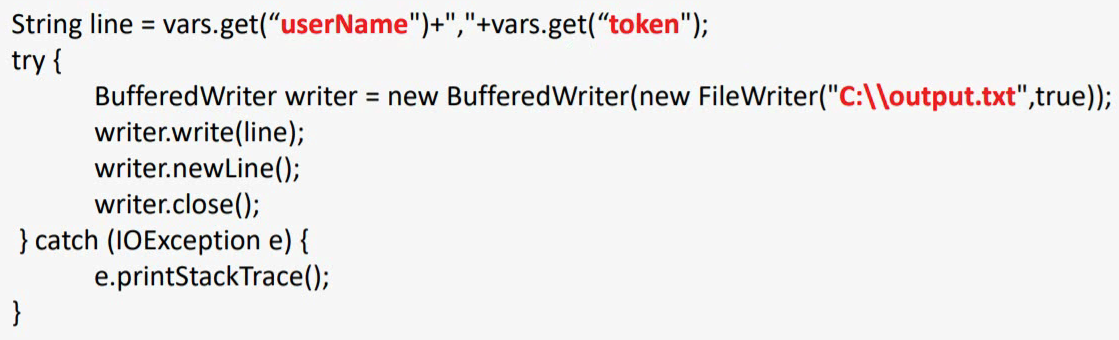 String line = vars.get(“userName")+","+vars.get(“token");
try {
BufferedWriter writer = new BufferedWriter(new FileWriter("C:\\output.txt",true));
writer.write(line);
writer.newLine();
writer.close();
} catch (IOException e) {
e.printStackTrace();
}